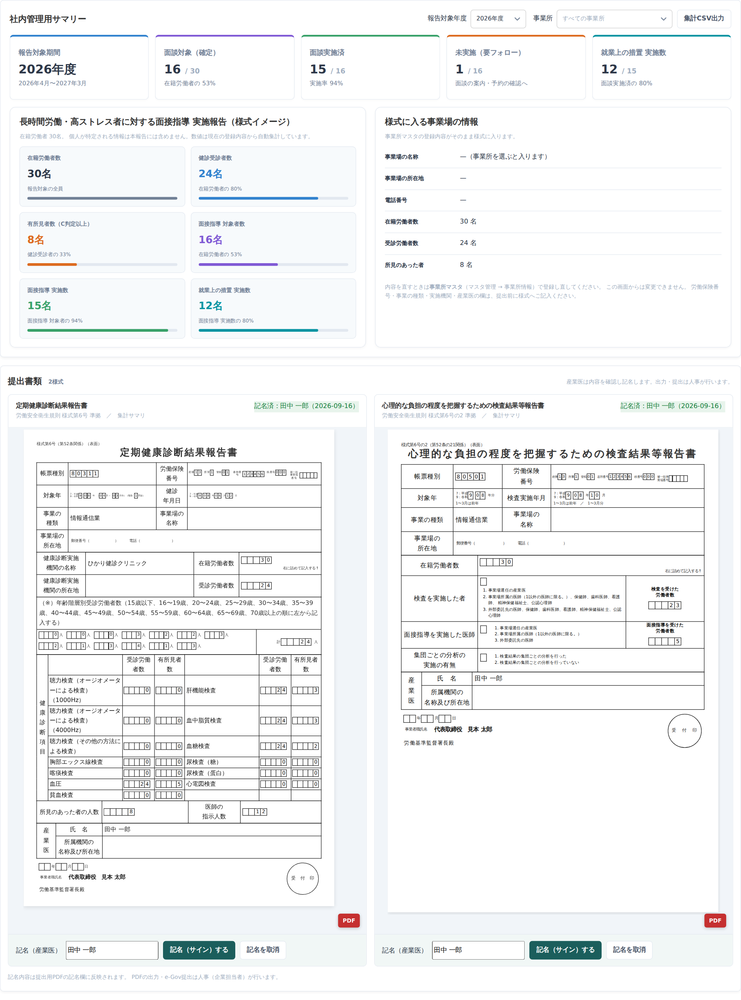 社内管理用サマリー
報告対象年度 2026年度 事業所 すべての事業所 集計CSV出力
報告対象期間
2026年度
2026年4月〜2027年3月
面談対象（確定）
16 / 30
在籍労働者の 53%
面談実施済
15 / 16
実施率 94%
未実施（要フォロー）
1 / 16
面談の案内・予約の確認へ
就業上の措置 実施数
12 / 15
面談実施済の 80%
長時間労働・高ストレス者に対する面接指導 実施報告（様式イメージ）
在籍労働者 30名。 個人が特定される情報は本報告には含めません。数値は現在の登録内容から自動集計しています。
在籍労働者数
30名
報告対象の全員
健診受診者数
24名
在籍労働者の 80%
有所見者数（C判定以上）
8名
健診受診者の 33%
面接指導 対象者数
16名
在籍労働者の 53%
面接指導 実施数
15名
面接指導 対象者の 94%
就業上の措置 実施数
12名
面接指導 実施数の 80%
様式に入る事業場の情報
事業所マスタの登録内容がそのまま様式に入ります。
事業場の名称 —（事業所を選ぶと入ります）
事業場の所在地 —
電話番号 —
在籍労働者数 30 名
受診労働者数 24 名
所見のあった者 8 名
内容を直すときは事業所マスタ（マスタ管理 → 事業所情報）で登録し直してください。 この画面からは変更できません。 労働保険番
号・事業の種類・実施機関・産業医の欄は、提出前に様式へご記入ください。
提出書類 2様式
産業医は内容を確認し記名します。出力・提出は人事が行います。
定期健康診断結果報告書
労働安全衛生規則 様式第6号 準拠 ／ 集計サマリ
記名済：田中 一郎（2026-09-16）
様式第6号（第52条関係）（表面）
定期健康診断結果報告書
帳票種別 80311
労働保険
番号
府県 13 所掌 1 管轄 01 基幹番号 123456 枝番号 000 被一括事業場番号
対象年
7：平成
9：令和 9 08 年 （04月～ 03月分）（報告 1回目）
健診
年月日
7：平成
9：令和 9 08 年 06 月 12 日
事業の
種類
情報通信業
事業場の
名称
事業場の
所在地
郵便番号（ ） 電話（ ）
健康診断実施
機関の名称
ひかり健診クリニック
在籍労働者数 30
右に詰めて記入する↑
健康診断実施
機関の所在地
受診労働者数 24
（※）年齢階層別受診労働者数（15歳以下、16〜19歳、20〜24歳、25〜29歳、30〜34歳、35〜39
歳、40〜44歳、45〜49歳、50〜54歳、55〜59歳、60〜64歳、65〜69歳、70歳以上の順に左から記
入する）
0人 0人 0人 3人 2人 2人 3人
2人 1人 3人 4人 1人 3人
計 24 人
健康診断項目
受診労働者数 有所見者数 受診労働者数 有所見者数
聴力検査（オージオメーターによる検査）（1000Hz） 0 0 肝機能検査 24 3
聴力検査（オージオメーターによる検査）（4000Hz） 0 0 血中脂質検査 24 3
聴力検査（その他の方法による検査） 0 0 血糖検査 24 2
胸部エックス線検査 0 0 尿検査（糖） 0 0
喀痰検査 0 0 尿検査（蛋白） 0 0
血圧 24 5 心電図検査 0 0
貧血検査 0 0
所見のあった者の人数 8
医師の
指示人数
12
産業医
氏 名 田中 一郎
所属機関の
名称及び所在地
年 月 日
事業者職氏名 代表取締役 見本 太郎
労働基準監督署長殿
受 付 印
PDF
記名（産業医） 田中 一郎 記名（サイン）する 記名を取消
心理的な負担の程度を把握するための検査結果等報告書
労働安全衛生規則 様式第6号の2 準拠 ／ 集計サマリ
記名済：田中 一郎（2026-09-16）
様式第6号の2（第52条の21関係）（表面）
心理的な負担の程度を把握するための検査結果等報告書
帳票種別 80501
労働保険
番号
府県 13 所掌 1 管轄 01 基幹番号 123456 枝番号 000 被一括事業場番号
対象年
7：平成
9：令和 9 08 年分
1〜3月は前年
検査実施年月
7：平成
9：令和 9 08 年 10 月
1〜3月は前年 ／ 1〜3月分
事業の種類 情報通信業
事業場の
名称
事業場の
所在地
郵便番号（ ） 電話（ ）
在籍労働者数 30
右に詰めて記入する↑
検査を実施した者
1. 事業場選任の産業医
2. 事業場所属の医師（1以外の医師に限る。）、保健師、歯科医師、看護
師、 精神保健福祉士、公認心理師
3. 外部委託先の医師、保健師、歯科医師、看護師、精神保健福祉士、公認
心理師
検査を受けた
労働者数
23
面接指導を実施した医師
1. 事業場選任の産業医
2. 事業場所属の医師（1以外の医師に限る。）
3. 外部委託先の医師
面接指導を受けた
労働者数
5
集団ごとの分析の
実施の有無
1. 検査結果の集団ごとの分析を行った
2. 検査結果の集団ごとの分析を行っていない
産業医
氏 名 田中 一郎
所属機関の
名称及び所在地
年 月 日
事業者職氏名 代表取締役 見本 太郎
労働基準監督署長殿
受 付 印
PDF
記名（産業医） 田中 一郎 記名（サイン）する 記名を取消
記名内容は提出用PDFの記名欄に反映されます。 PDFの出力・e-Gov提出は人事（企業担当者）が行います。